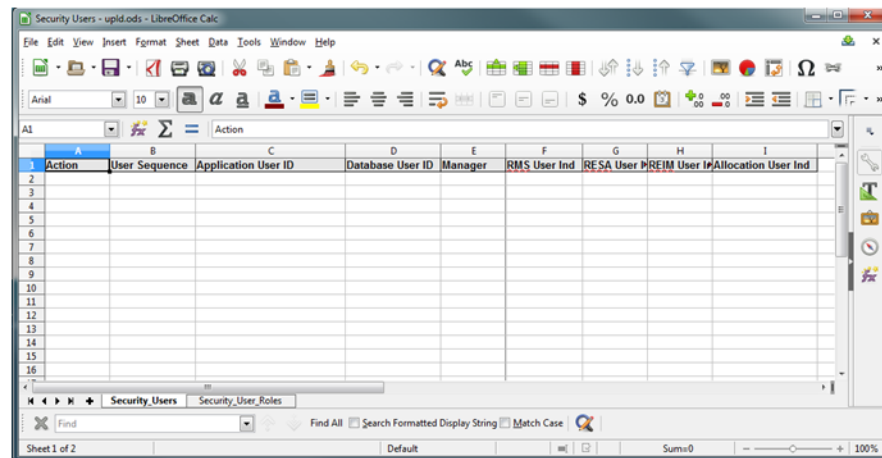 Security Users - upld.ods - LibreOffice Calc
File Edit View Insert Format Sheet Data Tools Window Help
Abc
Arial 10 a a a a $ % 0.0
A1 Action
A B C D E F G H I
1 Action User Sequence Application User ID Database User ID Manager RMS User Ind RESA User I REIM User I Allocation User Ind
2
3
4
5
6
7
8
9
10
11
12
13
14
15
16
Security_Users Security_User_Roles
Find Find All Search Formatted Display String Match Case
Sheet 1 of 2 Default Sum=0 100%